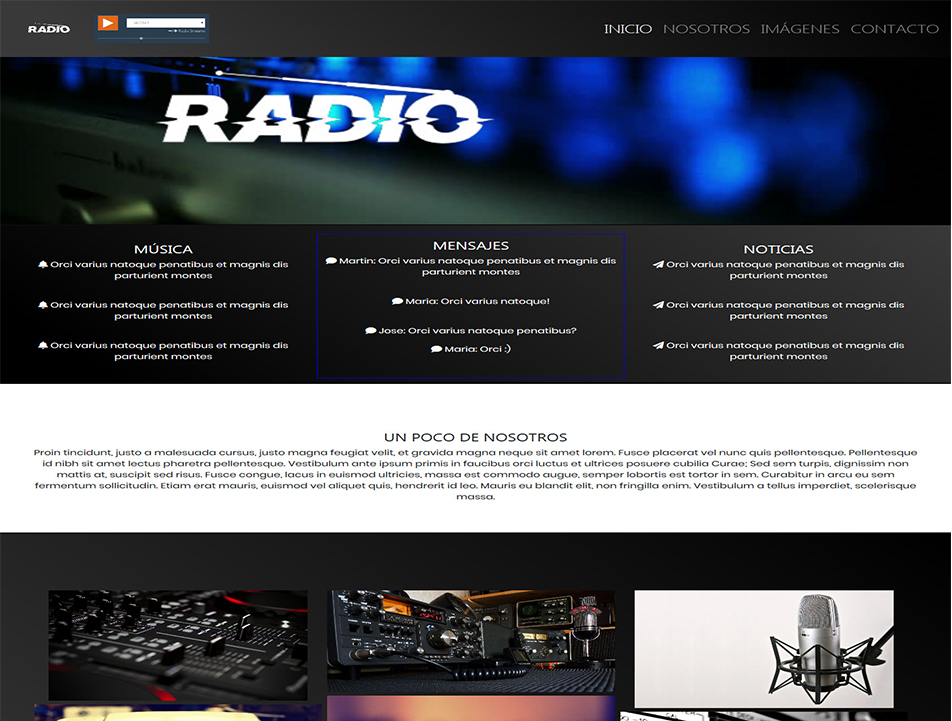 RADIO
INICIO NOSOTROS IMÁGENES CONTACTO
RADIO
MÚSICA
Orci varius natoque penatibus et magnis dis
parturient montes
Orci varius natoque penatibus et magnis dis
parturient montes
Orci varius natoque penatibus et magnis dis
parturient montes
MENSAJES
Martin: Orci varius natoque penatibus et magnis dis
parturient montes
Maria: Orci varius natoque!
Jose: Orci varius natoque penatibus?
Maria: Orci :)
NOTICIAS
Orci varius natoque penatibus et magnis dis
parturient montes
Orci varius natoque penatibus et magnis dis
parturient montes
Orci varius natoque penatibus et magnis dis
parturient montes
UN POCO DE NOSOTROS
Proin tincidunt, justo a malesuada cursus, justo magna feugiat velit, et gravida magna neque sit amet lorem. Fusce placerat vel nunc quis pellentesque. Pellentesque
id nibh sit amet lectus pharetra pellentesque. Vestibulum ante ipsum primis in faucibus orci luctus et ultrices posuere cubilia Curae; Sed sem turpis, dignissim non
mattis at, suscipit sed risus. Fusce congue, lacus in euismod ultricies, massa est commodo augue, semper lobortis est tortor in sem. Curabitur in arcu eu sem
fermentum sollicitudin. Etiam erat mauris, euismod vel aliquet quis, hendrerit id leo. Mauris eu blandit elit, non fringilla enim. Vestibulum a tellus imperdiet, scelerisque
massa.